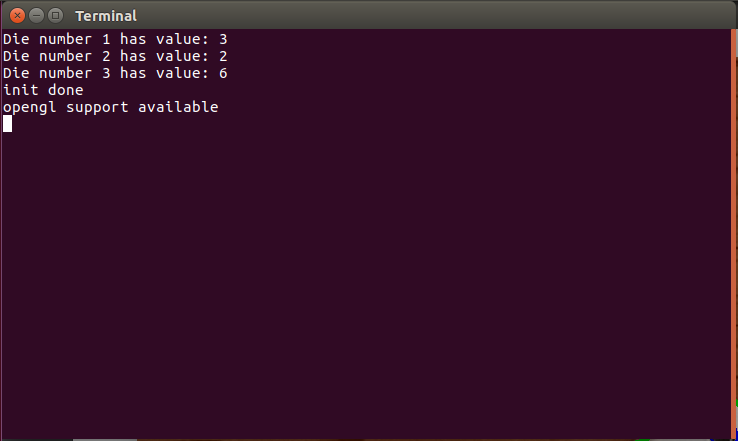 Terminal
Die number 1 has value: 3
Die number 2 has value: 2
Die number 3 has value: 6
init done
opengl support available